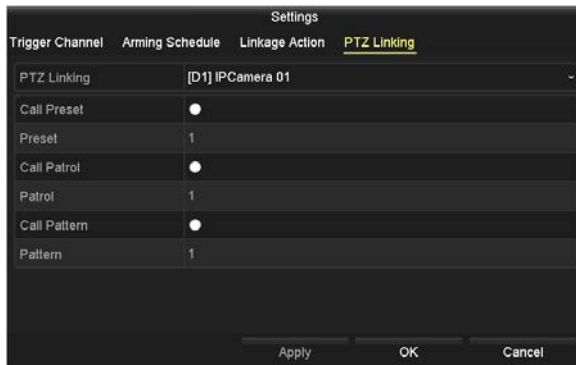 Settings
Trigger Channel Arming Schedule Linkage Action PTZ Linking
PTZ Linking [D1] IPCamera 01
Call Preset
Preset 1
Call Patrol
Patrol 1
Call Pattern
Pattern 1
Apply OK Cancel